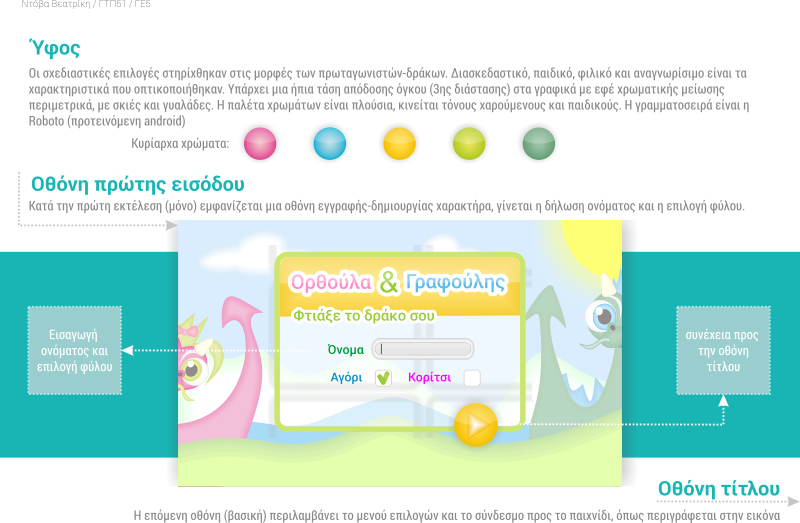 Ντόβα Βεατρίκη / ΓΤΠ51 / ΓΕ5
Ύφος
Οι σχεδιαστικές επιλογές στηρίχθηκαν στις μορφές των πρωταγωνιστών-δράκων. Διασκεδαστικό, παιδικό, φιλικό και αναγνωρίσιμο είναι τα
χαρακτηριστικά που οπτικοποιήθηκαν. Υπάρχει μια ήπια τάση απόδοσης όγκου (3ης διάστασης) στα γραφικά με εφέ χρωματικής μείωσης
περιμετρικά, με σκιές και γυαλάδες. Η παλέτα χρωμάτων είναι πλούσια, κινείται τόνους χαρούμενους και παιδικούς. Η γραμματοσειρά είναι η
Roboto (προτεινόμενη android)
Κυρίαρχα χρώματα:
Οθόνη πρώτης εισόδου
Κατά την πρώτη εκτέλεση (μόνο) εμφανίζεται μια οθόνη εγγραφής-δημιουργίας χαρακτήρα, γίνεται η δήλωση ονόματος και η επιλογή φύλου.
Ορθούλα & Γραφούλης
Φτιάξε το δράκο σου
Όνομα
Αγόρι Κορίτσι
Εισαγωγή
ονόματος και
επιλογή φύλου
συνέχεια προς
την οθόνη
τίτλου
Οθόνη τίτλου
Η επόμενη οθόνη (βασική) περιλαμβάνει το μενού επιλογών και το σύνδεσμο προς το παιχνίδι, όπως περιγράφεται στην εικόνα